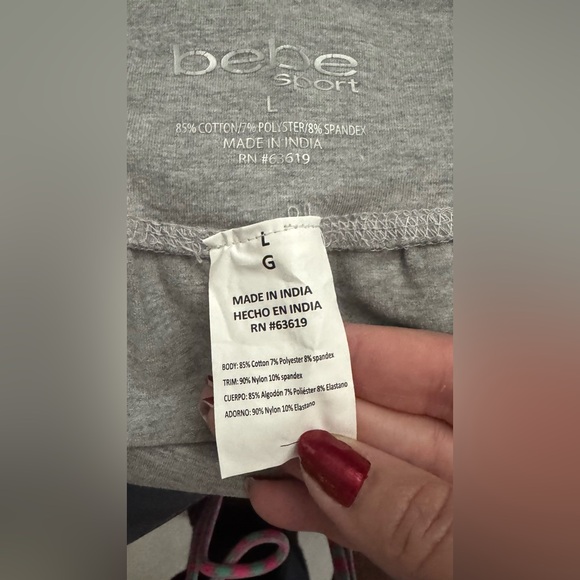 bebe
sport
L
85% COTTON/7% POLYSTER/8% SPANDEX
MADE IN INDIA
RN #63619
L
G
MADE IN INDIA
HECHO EN INDIA
RN #63619
BODY: 85% Cotton 7% Polyester 8% spandex
TRIM: 90% Nylon 10% spandex
CUERPO: 85% Algodón 7% Poliéster 8% Elastano
ADORNO: 90% Nylon 10% Elastano